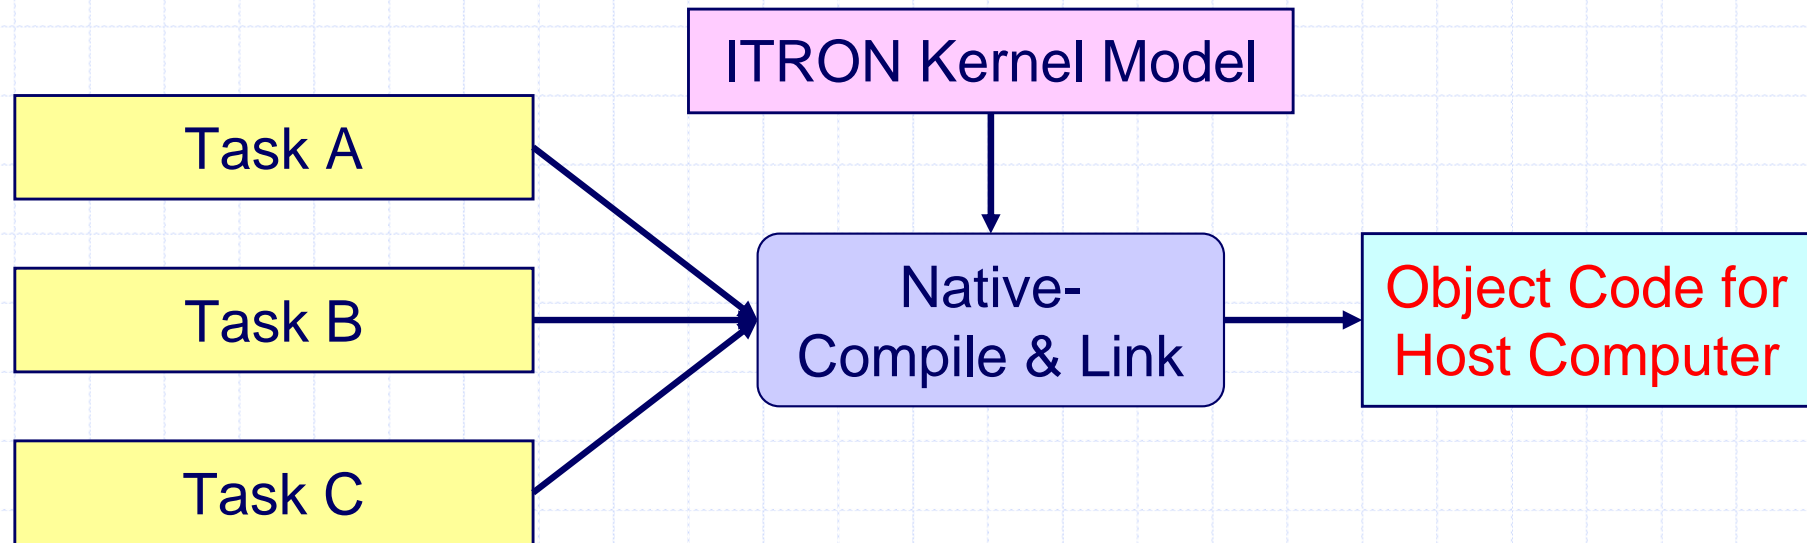 ITRON Kernel Model
Task A
Task B
Task C
Native-
Compile & Link
Object Code for
Host Computer